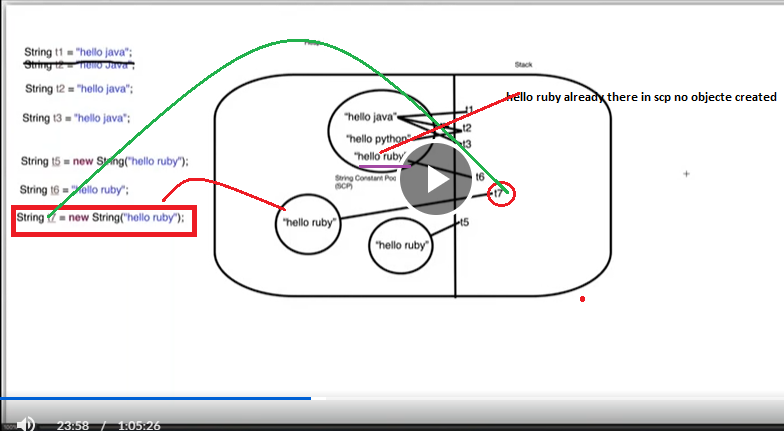 String t1 = "hello java";
String t2 = "hello Java";
String t2 = "hello java";
String t3 = "hello java";
String t5 = new String("hello ruby");
String t6 = "hello ruby";
String t7 = new String("hello ruby");
Stack
hello ruby already there in scp no objecte created
"hello java"
"hello python"
"hello ruby"
String Constant Poo
(SCP)
t1
t2
t3
t6
t7
t5
"hello ruby"
"hello ruby"
23:58 / 1:05:26